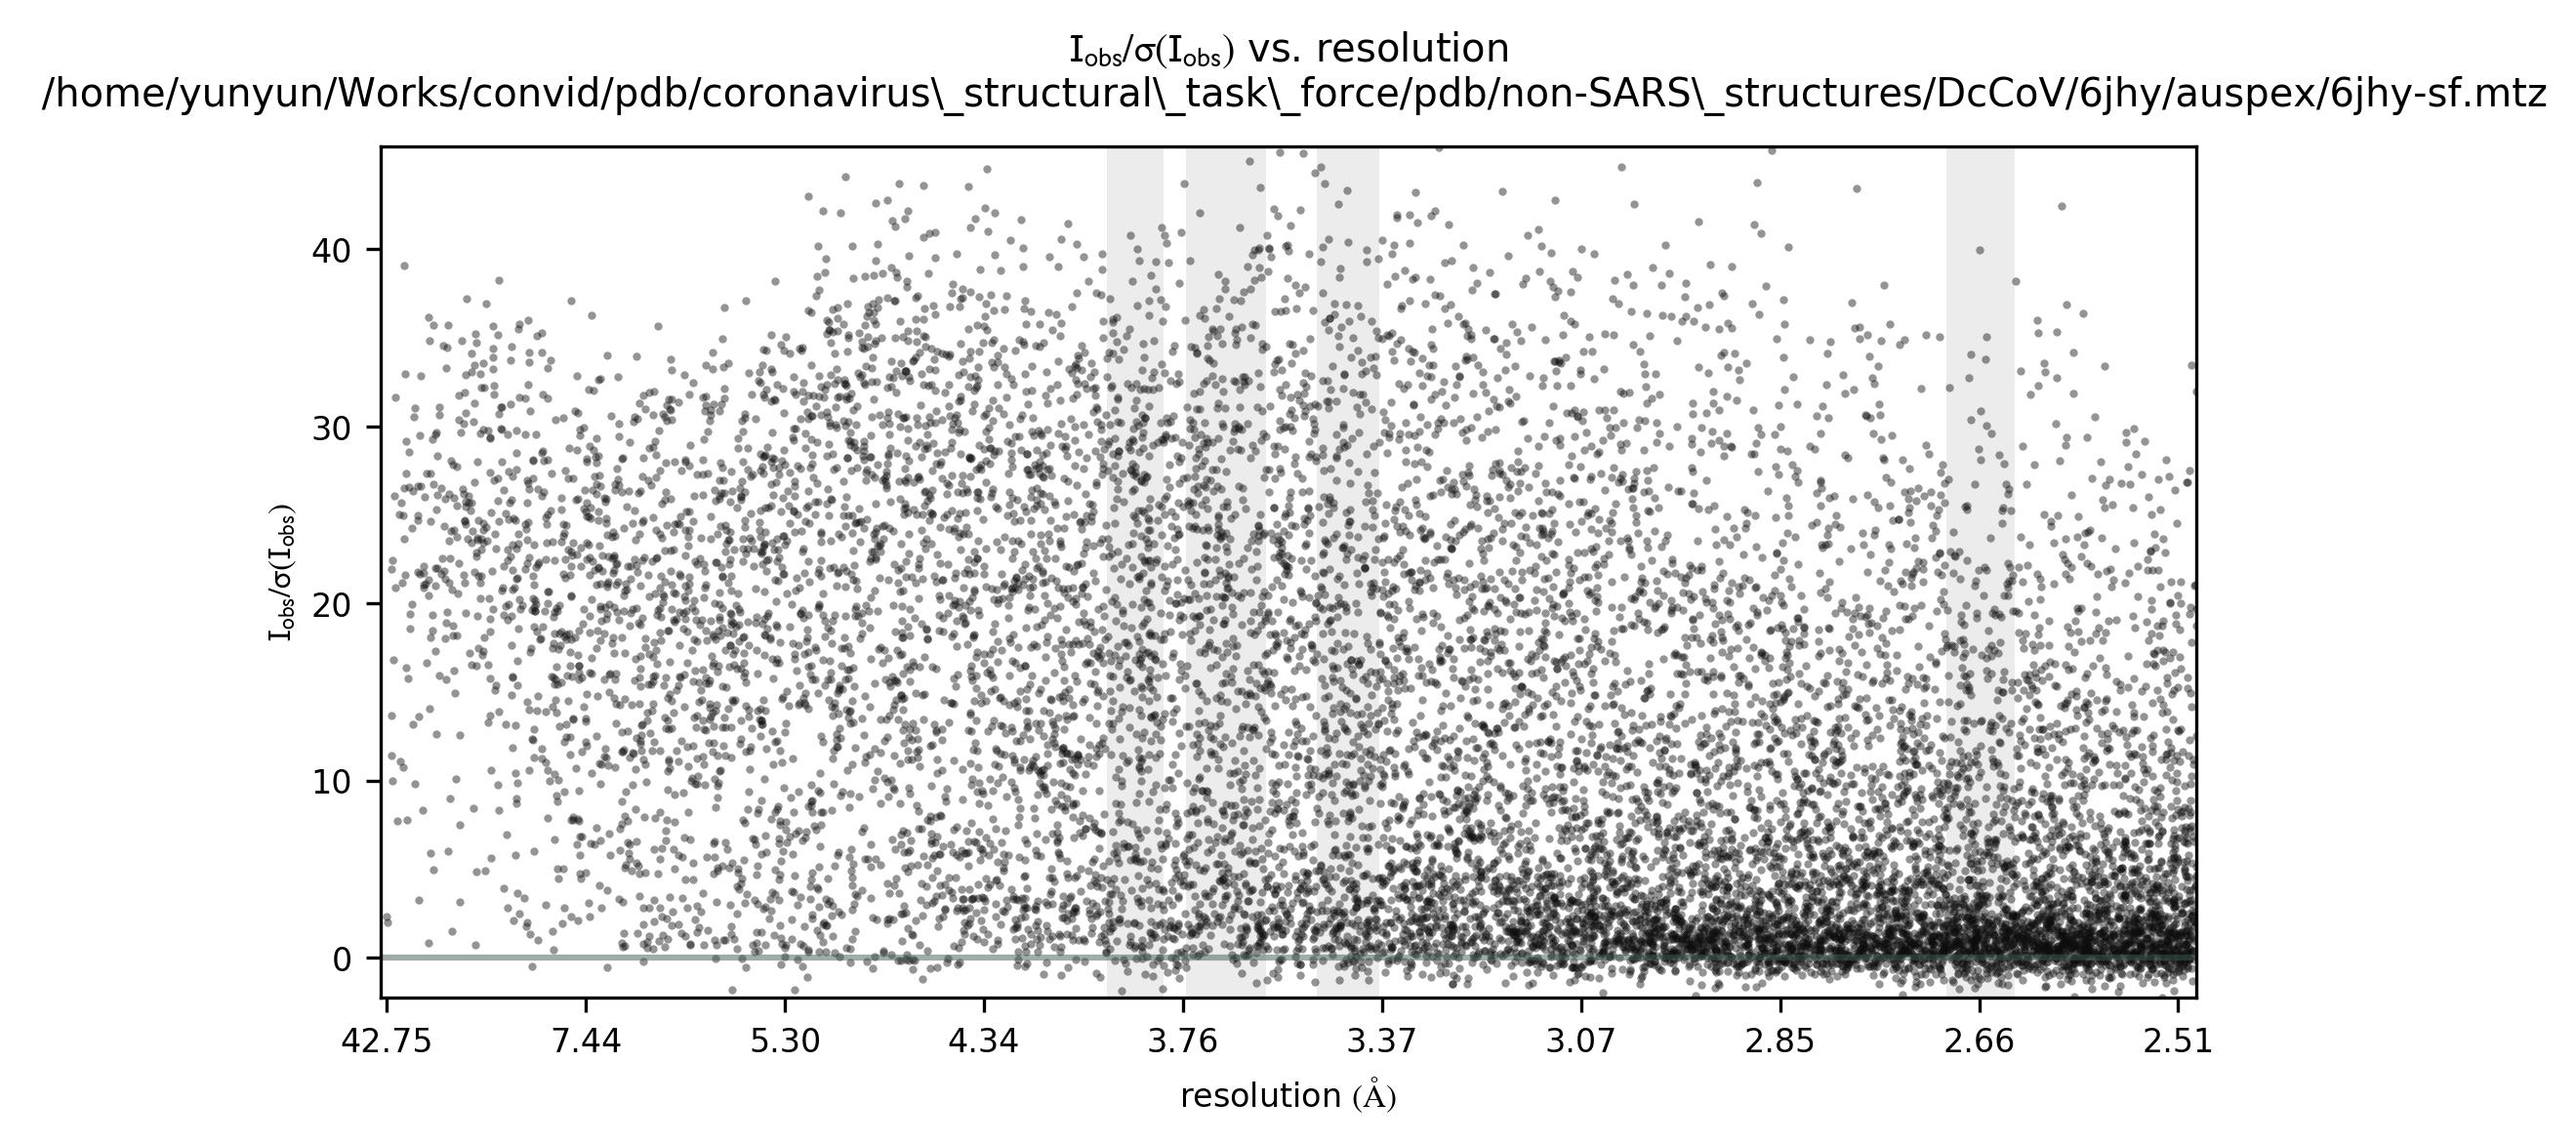 Iobs/σ(Iobs) vs. resolution
/home/yunyun/Works/convid/pdb/coronavirus\_structural\_task\_force/pdb/non-SARS\_structures/DcCoV/6jhy/auspex/6jhy-sf.mtz
Iobs/σ(Iobs)
40
30
20
10
0
42.75 7.44 5.30 4.34 3.76 3.37 3.07 2.85 2.66 2.51
resolution (Å)